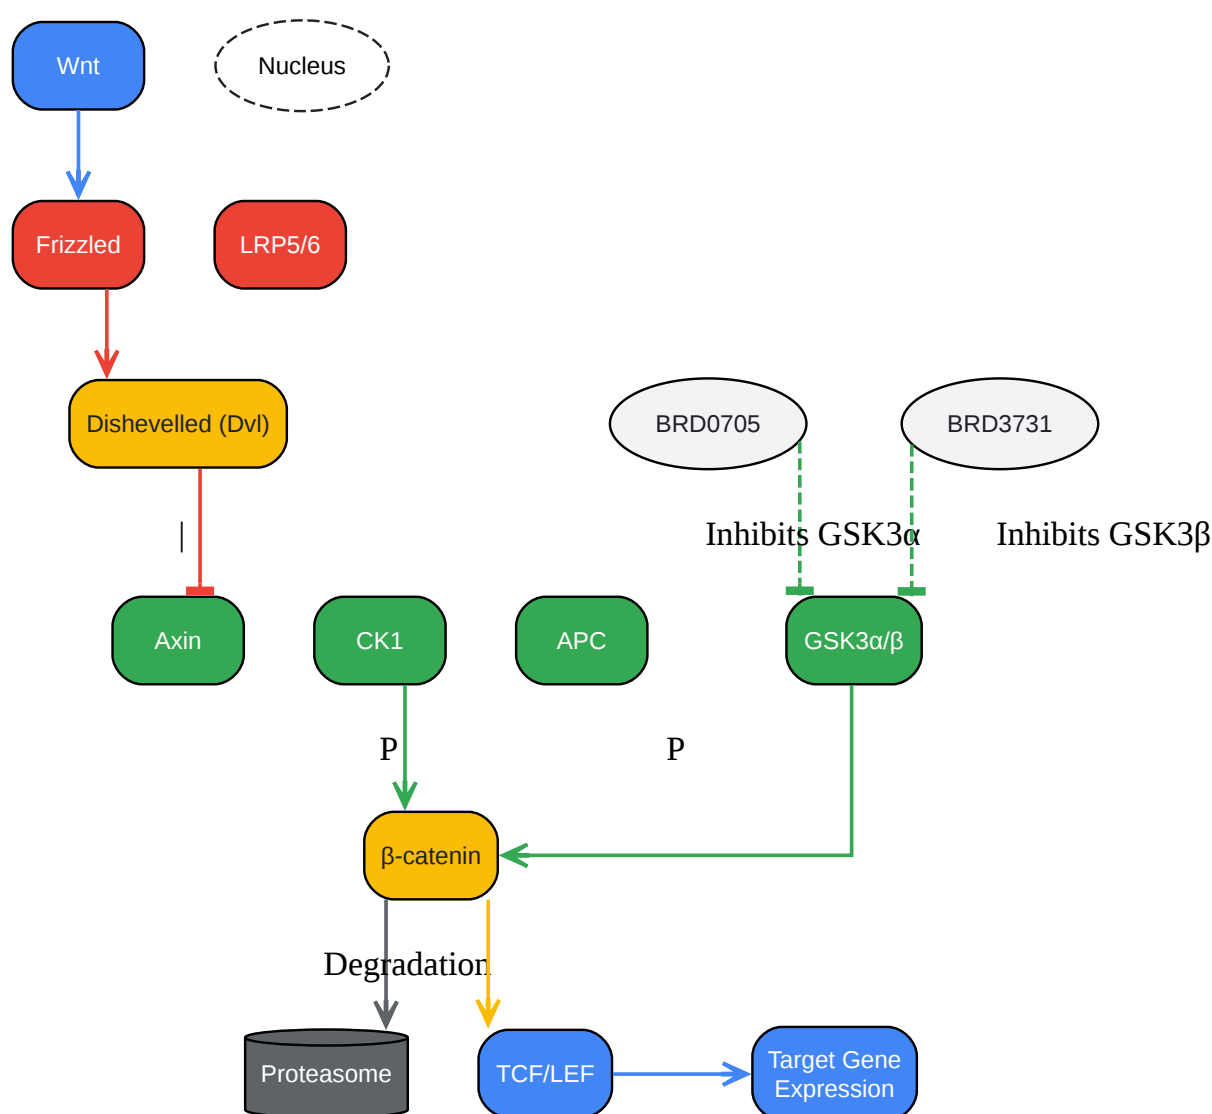 Wnt
Nucleus
Frizzled
LRP5/6
Dishevelled (Dvl)
BRD0705
BRD3731
|
Inhibits GSK3α
Inhibits GSK3β
Axin
CK1
APC
GSK3α/β
P
P
β-catenin
Degradation
Proteasome
TCF/LEF
Target Gene
Expression